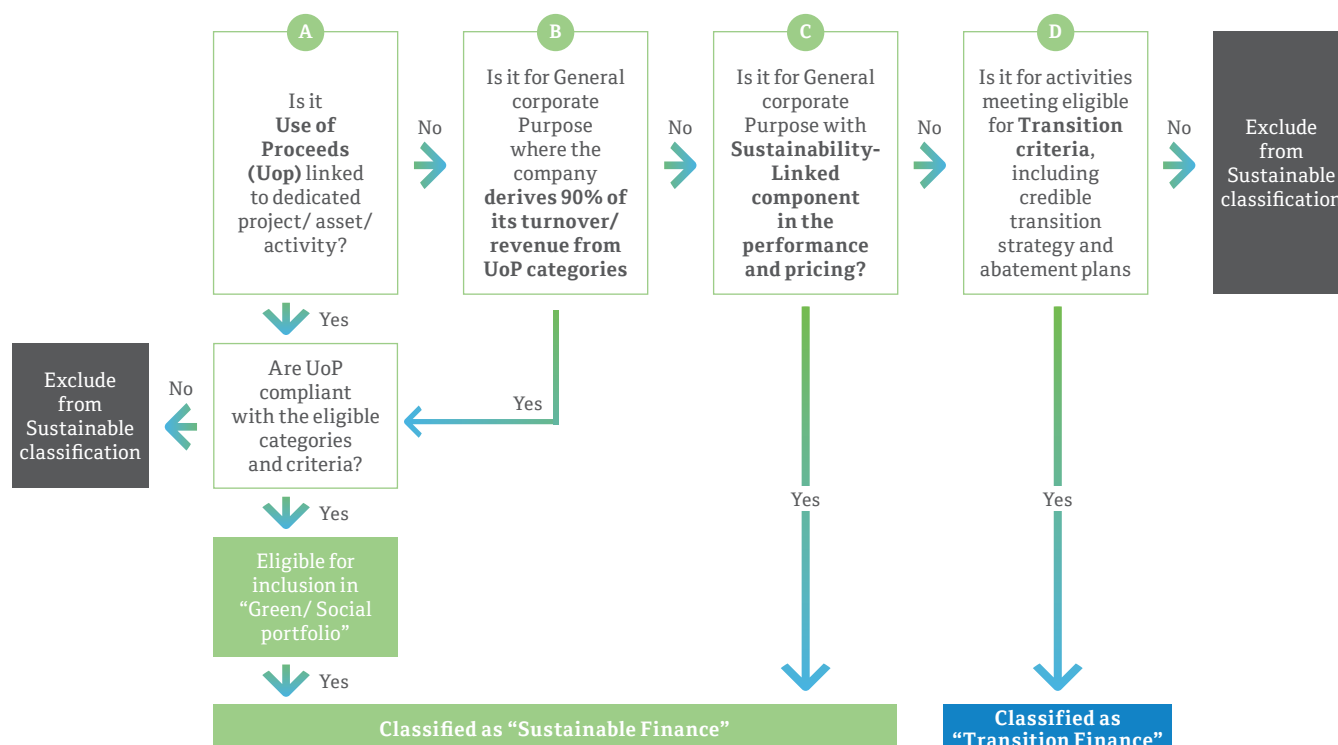 A
Is it
Use of
Proceeds
(Uop) linked
to dedicated
project/ asset/
activity?
No
B
Is it for General
corporate
Purpose
where the
company
derives 90% of
its turnover/
revenue from
UoP categories
No
C
Is it for General
corporate
Purpose with
Sustainability-
Linked
component
in the
performance
and pricing?
No
D
Is it for activities
meeting eligible
for Transition
criteria,
including
credible
transition
strategy and
abatement plans
No
Exclude
from
Sustainable
classification
Yes
Exclude
from
Sustainable
classification
No
Are UoP
compliant
with the eligible
categories
and criteria?
Yes
Yes
Yes
Yes
Eligible for
inclusion in
“Green/ Social
portfolio”
Yes
Classified as “Sustainable Finance”
Classified as
“Transition Finance”